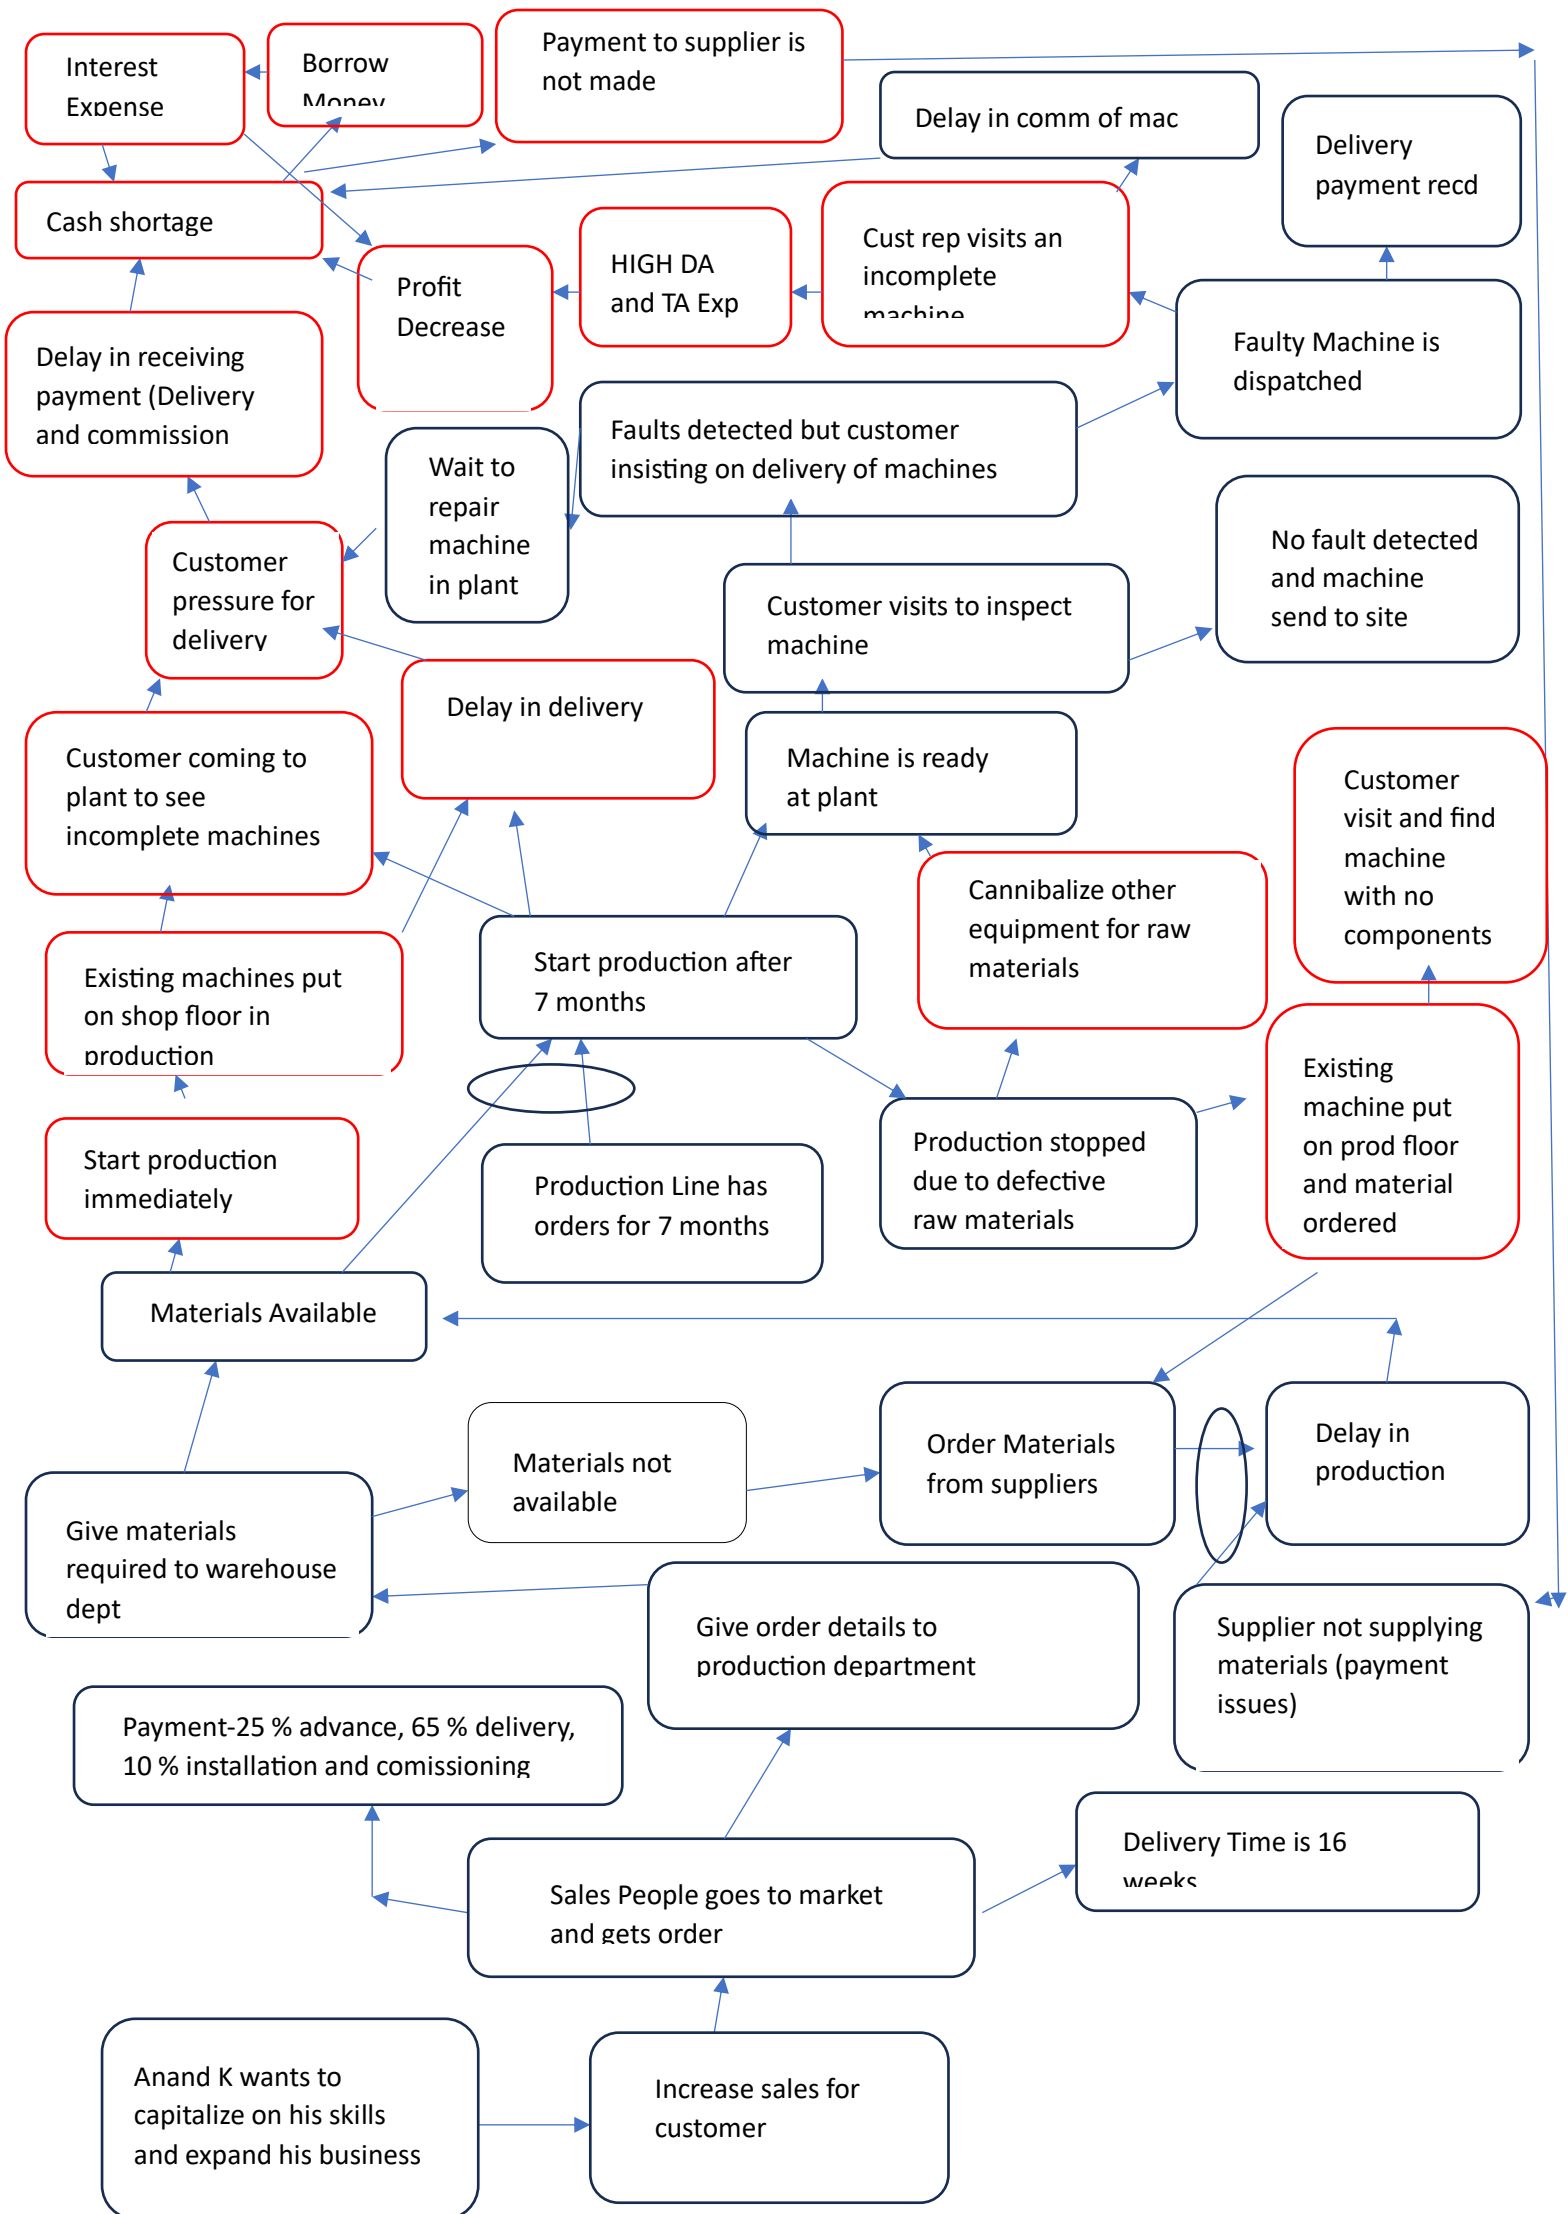 Interest
Expense
Borrow
Money
Payment to supplier is
not made
Delay in comm of mac
Delivery
payment recd
Cash shortage
Profit
Decrease
HIGH DA
and TA Exp
Cust rep visits an
incomplete
machine
Faulty Machine is
dispatched
Delay in receiving
payment (Delivery
and commission
Wait to
repair
machine
in plant
Faults detected but customer
insisting on delivery of machines
No fault detected
and machine
send to site
Customer
pressure for
delivery
Customer visits to inspect
machine
Delay in delivery
Machine is ready
at plant
Customer coming to
plant to see
incomplete machines
Customer
visit and find
machine
with no
components
Cannibalize other
equipment for raw
materials
Existing machines put
on shop floor in
production
Start production after
7 months
Existing
machine put
on prod floor
and material
ordered
Start production
immediately
Production Line has
orders for 7 months
Production stopped
due to defective
raw materials
Materials Available
Materials not
available
Order Materials
from suppliers
Delay in
production
Give materials
required to warehouse
dept
Give order details to
production department
Supplier not supplying
materials (payment
issues)
Payment-25 % advance, 65 % delivery,
10 % installation and comissioning
Delivery Time is 16
weeks
Sales People goes to market
and gets order
Anand K wants to
capitalize on his skills
and expand his business
Increase sales for
customer